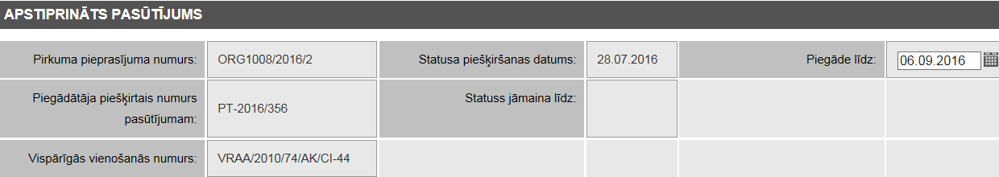 APSTIPRINĀTS PASŪTĪJUMS
Pirkuma pieprasījuma numurs: ORG1008/2016/2 Statusa piešķiršanas datums: 28.07.2016 Piegāde līdz: 06.09.2016
Piegādātāja piešķirtais numurs
pasūtījumam: PT-2016/356 Statuss jāmaina līdz:
Vispārīgās vienošanās numurs: VRAA/2010/74/AK/CI-44